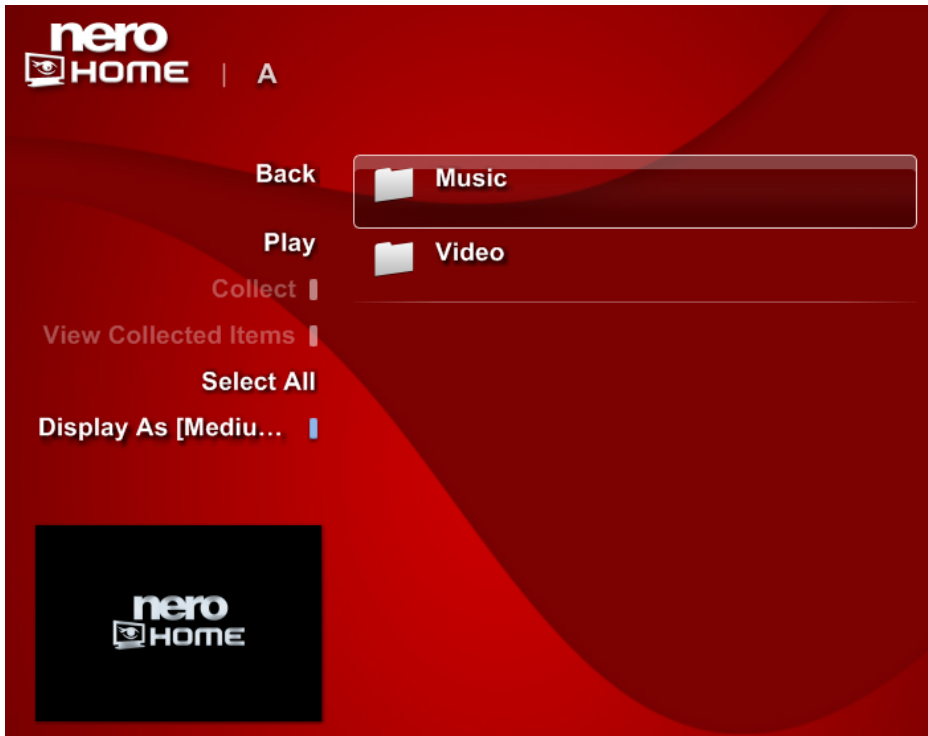 nero
HOME | A
Back
Play
Collect
View Collected Items
Select All
Display As [Mediu...
Music
Video
nero
HOME